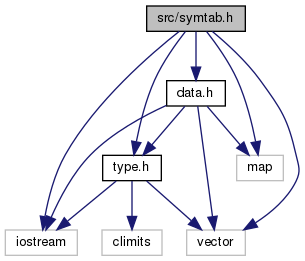 src/symtab.h
data.h
type.h
map
iostream
climits
vector